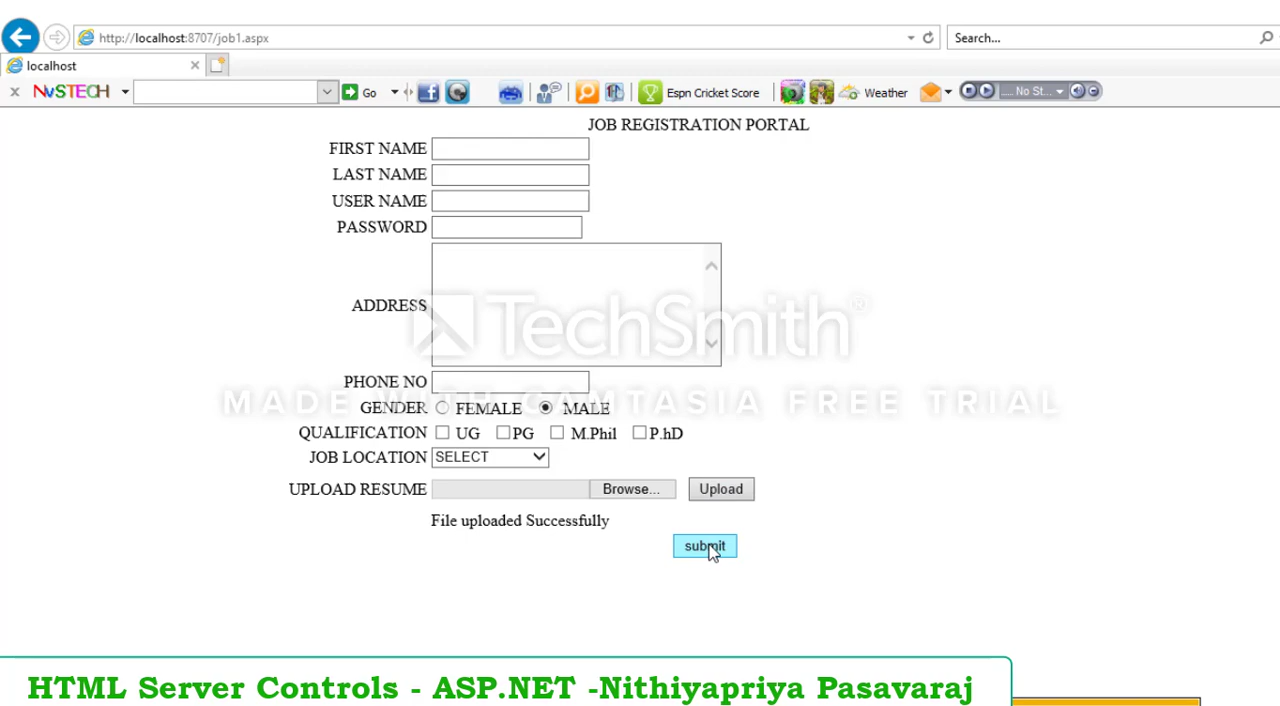 http://localhost:8707/job1.aspx
Search...
localhost
NvSTECH
Go
Espn Cricket Score
Weather
..... No St...
JOB REGISTRATION PORTAL
FIRST NAME
LAST NAME
USER NAME
PASSWORD
ADDRESS
TechSmith®
PHONE NO
MADE WITH CAMTASIA FREE TRIAL
GENDER FEMALE MALE
QUALIFICATION UG PG M.Phil P.hD
JOB LOCATION SELECT
UPLOAD RESUME Browse... Upload
File uploaded Successfully
submit
HTML Server Controls - ASP.NET -Nithiyapriya Pasavaraj